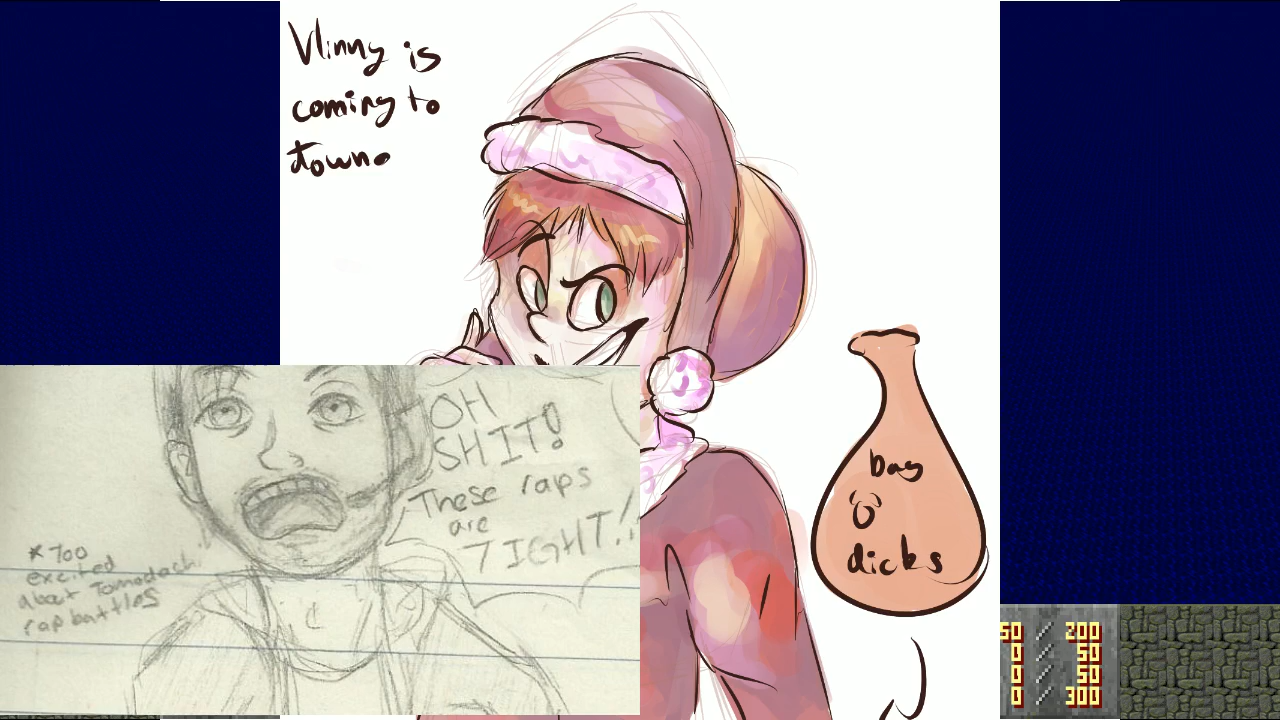 Vlinny is
coming to
town.
bag
O'
dicks
OH
SHIT!
These raps
are
TIGHT!!
*Too
excited
about Tomodachi
rap battles
50 / 200
0 / 50
0 / 50
0 / 300